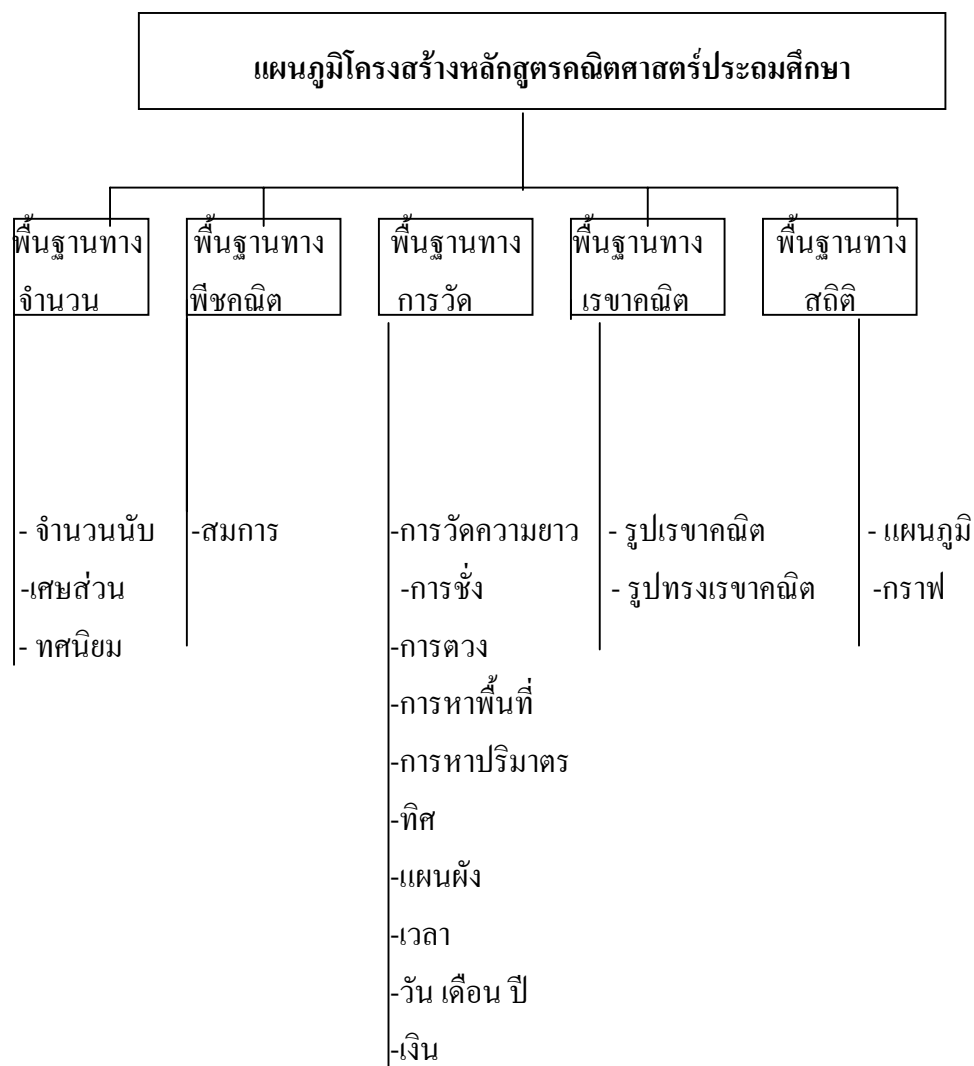 แผนภูมิโครงสร้างหลักสูตรคณิตศาสตร์ประถมศึกษา
พื้นฐานทาง
จำนวน
- จำนวนนับ
-เศษส่วน
- ทศนิยม
พื้นฐานทาง
พีชคณิต
-สมการ
พื้นฐานทาง
การวัด
-การวัดความยาว
-การชั่ง
-การตวง
-การหาพื้นที่
-การหาปริมาตร
-ทิศ
-แผนผัง
-เวลา
-วัน เดือน ปี
-เงิน
พื้นฐานทาง
เรขาคณิต
- รูปเรขาคณิต
- รูปทรงเรขาคณิต
พื้นฐานทาง
สถิติ
- แผนภูมิ
-กราฟ